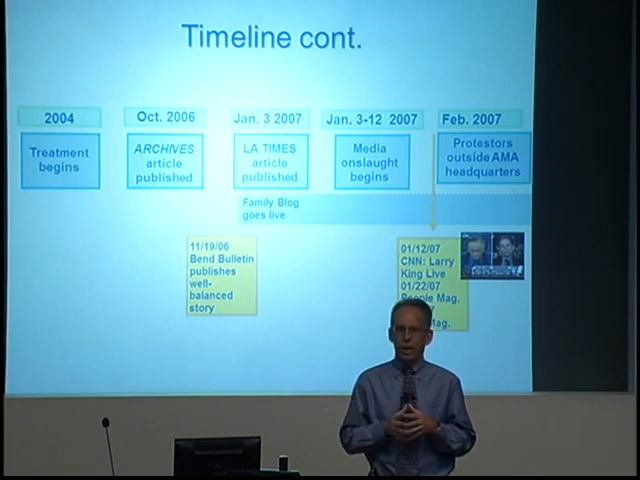 Timeline cont.
2004
Oct. 2006
Jan. 3 2007
Jan. 3-12 2007
Feb. 2007
Treatment
begins
ARCHIVES
article
published
LA TIMES
article
published
Media
onslaught
begins
Protestors
outside AMA
headquarters
Family Blog
goes live
11/19/06
Bend Bulletin
publishes
well-
balanced
story
01/12/07
CNN: Larry
King Live
01/22/07
People Mag.